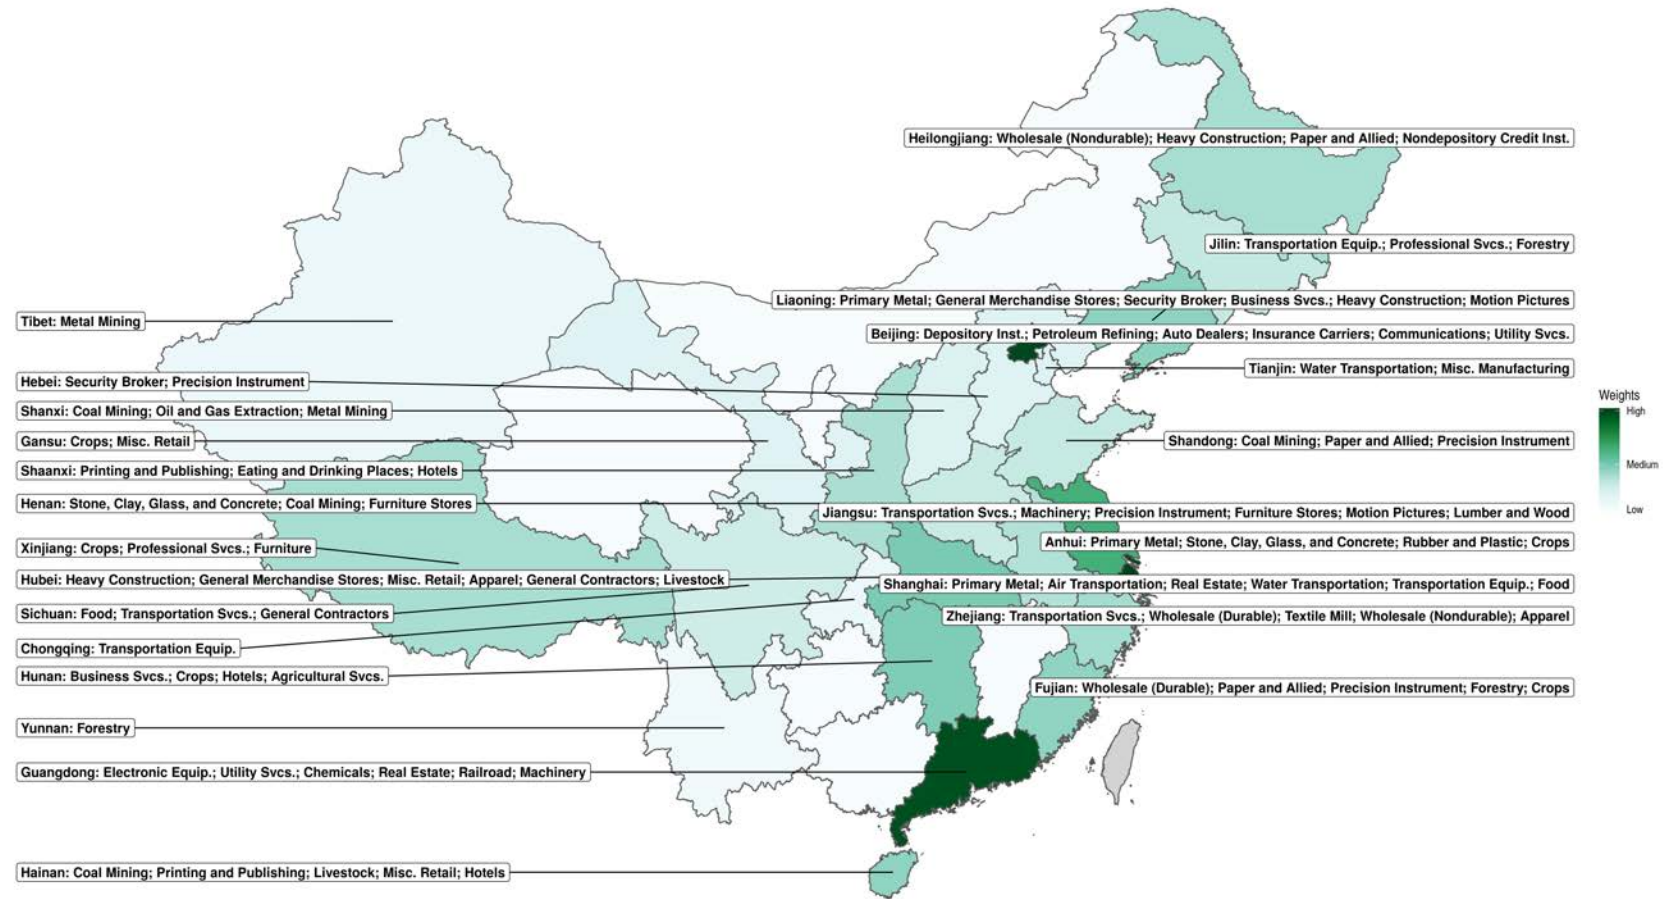 Heilongjiang: Wholesale (Nondurable); Heavy Construction; Paper and Allied; Nondepository Credit Inst.
Jilin: Transportation Equip.; Professional Svcs.; Forestry
Liaoning: Primary Metal; General Merchandise Stores; Security Broker; Business Svcs.; Heavy Construction; Motion Pictures
Tibet: Metal Mining
Beijing: Depository Inst.; Petroleum Refining; Auto Dealers; Insurance Carriers; Communications; Utility Svcs.
Tianjin: Water Transportation; Misc. Manufacturing
Hebei: Security Broker; Precision Instrument
Weights
High
Medium
Low
Shanxi: Coal Mining; Oil and Gas Extraction; Metal Mining
Gansu: Crops; Misc. Retail
Shandong: Coal Mining; Paper and Allied; Precision Instrument
Shaanxi: Printing and Publishing; Eating and Drinking Places; Hotels
Henan: Stone, Clay, Glass, and Concrete; Coal Mining; Furniture Stores
Jiangsu: Transportation Svcs.; Machinery; Precision Instrument; Furniture Stores; Motion Pictures; Lumber and Wood
Anhui: Primary Metal; Stone, Clay, Glass, and Concrete; Rubber and Plastic; Crops
Xinjiang: Crops; Professional Svcs.; Furniture
Hubei: Heavy Construction; General Merchandise Stores; Misc. Retail; Apparel; General Contractors; Livestock
Shanghai: Primary Metal; Air Transportation; Real Estate; Water Transportation; Transportation Equip.; Food
Sichuan: Food; Transportation Svcs.; General Contractors
Zhejiang: Transportation Svcs.; Wholesale (Durable); Textile Mill; Wholesale (Nondurable); Apparel
Chongqing: Transportation Equip.
Hunan: Business Svcs.; Crops; Hotels; Agricultural Svcs.
Fujian: Wholesale (Durable); Paper and Allied; Precision Instrument; Forestry; Crops
Yunnan: Forestry
Guangdong: Electronic Equip.; Utility Svcs.; Chemicals; Real Estate; Railroad; Machinery
Hainan: Coal Mining; Printing and Publishing; Livestock; Misc. Retail; Hotels